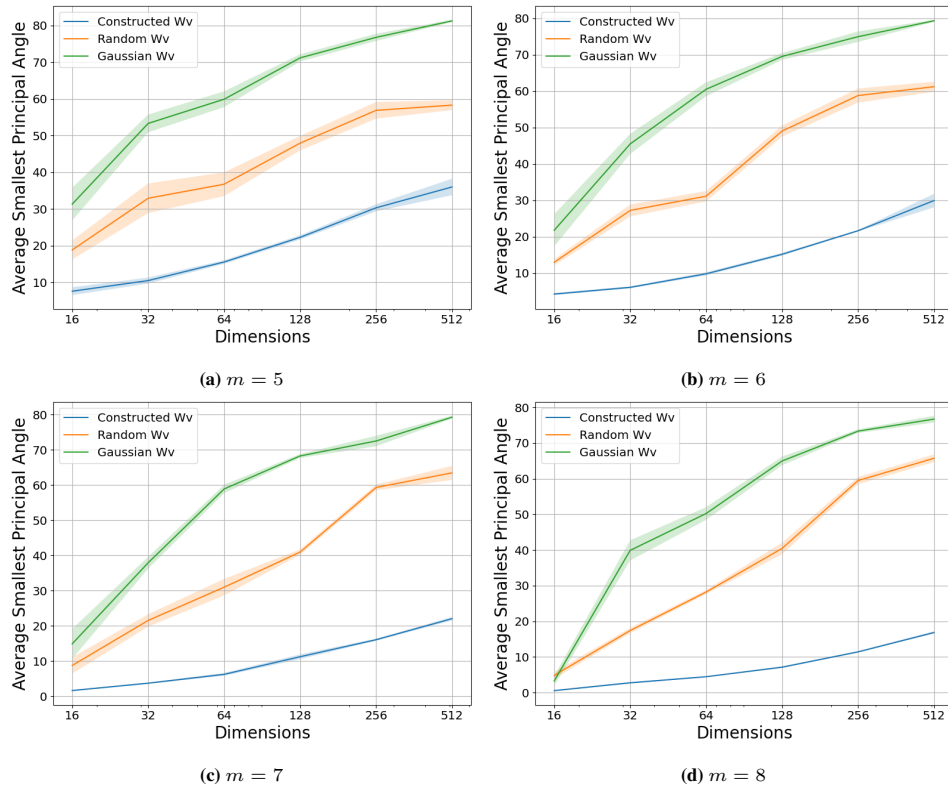 Average Smallest Principal Angle
80
70
60
50
40
30
20
10
Constructed Wv
Random Wv
Gaussian Wv
16 32 64 128 256 512
Dimensions
(a) m = 5
Average Smallest Principal Angle
80
70
60
50
40
30
20
10
Constructed Wv
Random Wv
Gaussian Wv
16 32 64 128 256 512
Dimensions
(b) m = 6
Average Smallest Principal Angle
80
70
60
50
40
30
20
10
0
Constructed Wv
Random Wv
Gaussian Wv
16 32 64 128 256 512
Dimensions
(c) m = 7
Average Smallest Principal Angle
80
70
60
50
40
30
20
10
0
Constructed Wv
Random Wv
Gaussian Wv
16 32 64 128 256 512
Dimensions
(d) m = 8